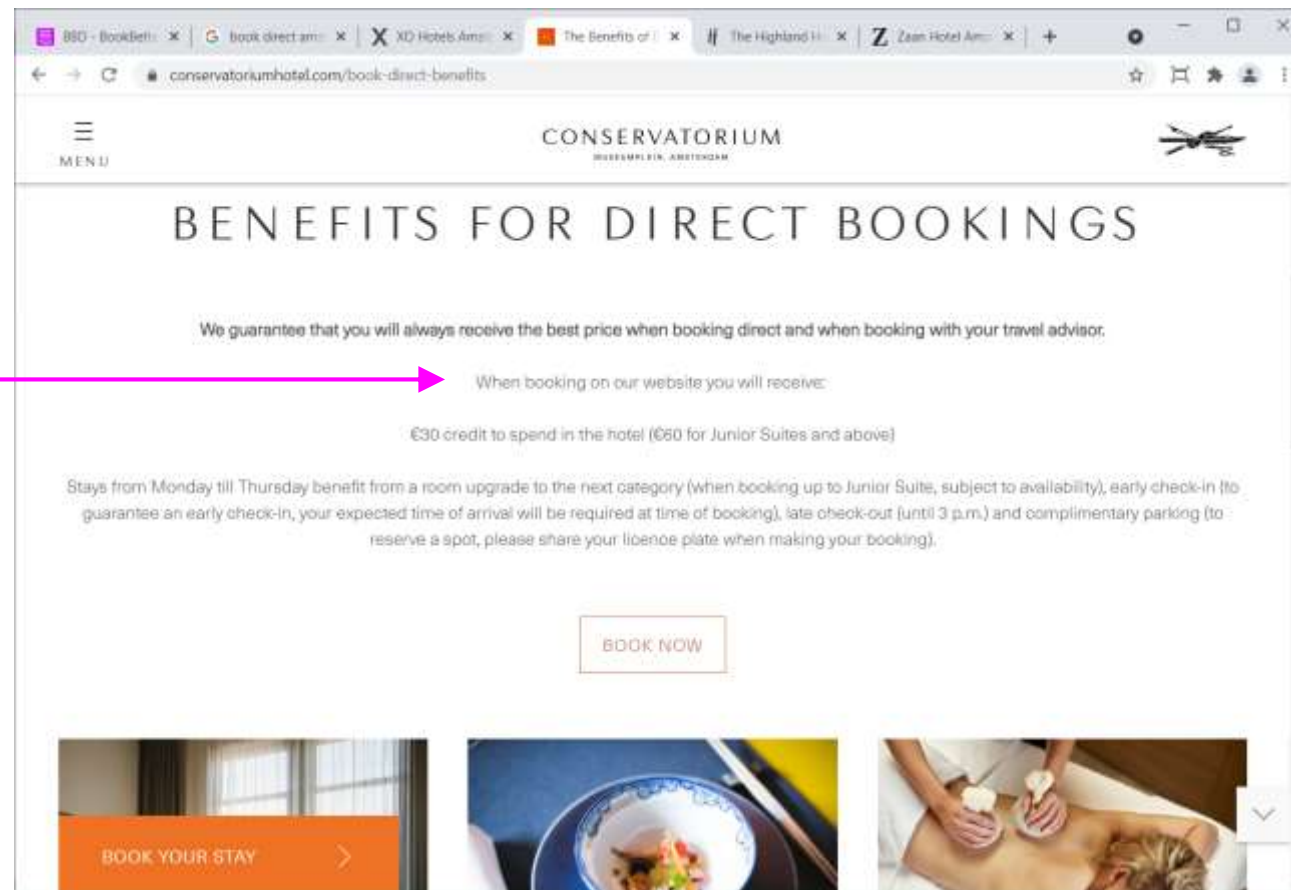 BBD - BookBett
book direct am
XO Hotels Ams
The Benefits of
The Highland H
Zaan Hotel Am
conservatoriumhotel.com/book-direct-benefits
MENU
CONSERVATORIUM
MUSEUMPLEIN, AMSTERDAM
BENEFITS FOR DIRECT BOOKINGS
We guarantee that you will always receive the best price when booking direct and when booking with your travel advisor.
When booking on our website you will receive:
€30 credit to spend in the hotel (€60 for Junior Suites and above)
Stays from Monday till Thursday benefit from a room upgrade to the next category (when booking up to Junior Suite, subject to availability), early check-in (to
guarantee an early check-in, your expected time of arrival will be required at time of booking), late check-out (until 3 p.m.) and complimentary parking (to
reserve a spot, please share your licence plate when making your booking).
BOOK NOW
BOOK YOUR STAY